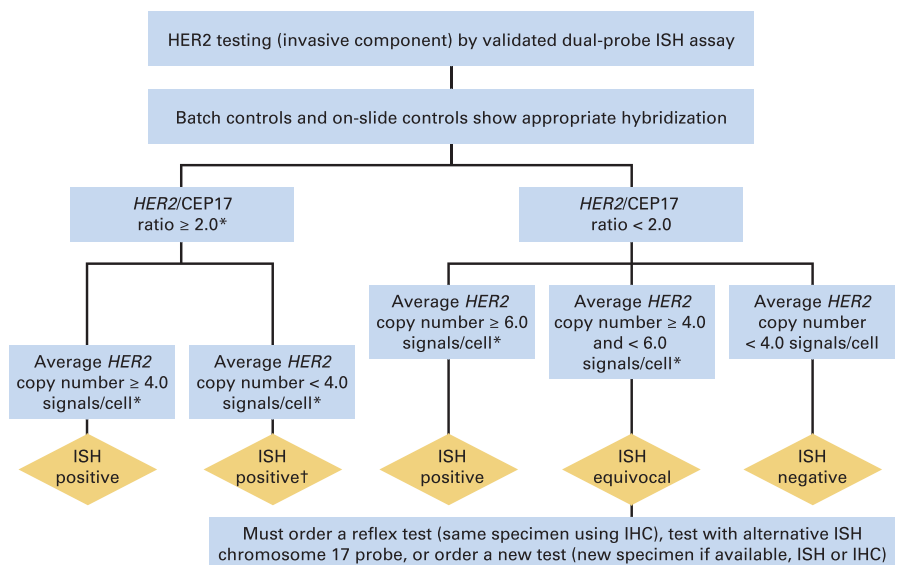 HER2 testing (invasive component) by validated dual-probe ISH assay
Batch controls and on-slide controls show appropriate hybridization
HER2/CEP17
ratio ≥ 2.0*
HER2/CEP17
ratio < 2.0
Average HER2
copy number ≥ 4.0
signals/cell*
Average HER2
copy number < 4.0
signals/cell*
Average HER2
copy number ≥ 6.0
signals/cell*
Average HER2
copy number ≥ 4.0
and < 6.0
signals/cell*
Average HER2
copy number
< 4.0 signals/cell
ISH
positive
ISH
positive†
ISH
positive
ISH
equivocal
ISH
negative
Must order a reflex test (same specimen using IHC), test with alternative ISH
chromosome 17 probe, or order a new test (new specimen if available, ISH or IHC)